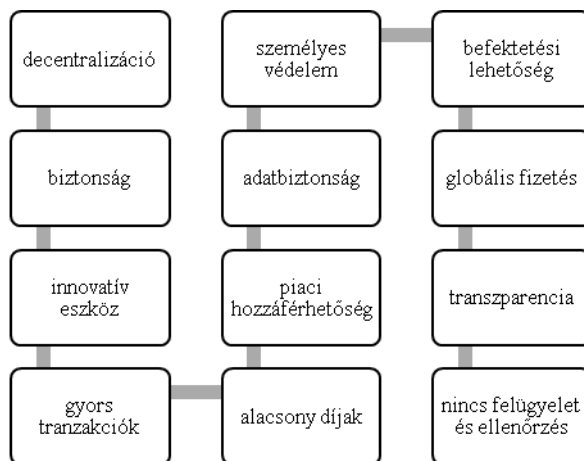 decentralizáció
biztonság
innovatív
eszköz
gyors
tranzakciók
alacsony díjak
piaci
hozzáférhetőség
adatbiztonság
személyes
védelem
befektetési
lehetőség
globális fizetés
transzparencia
nincs felügyelet
és ellenőrzés